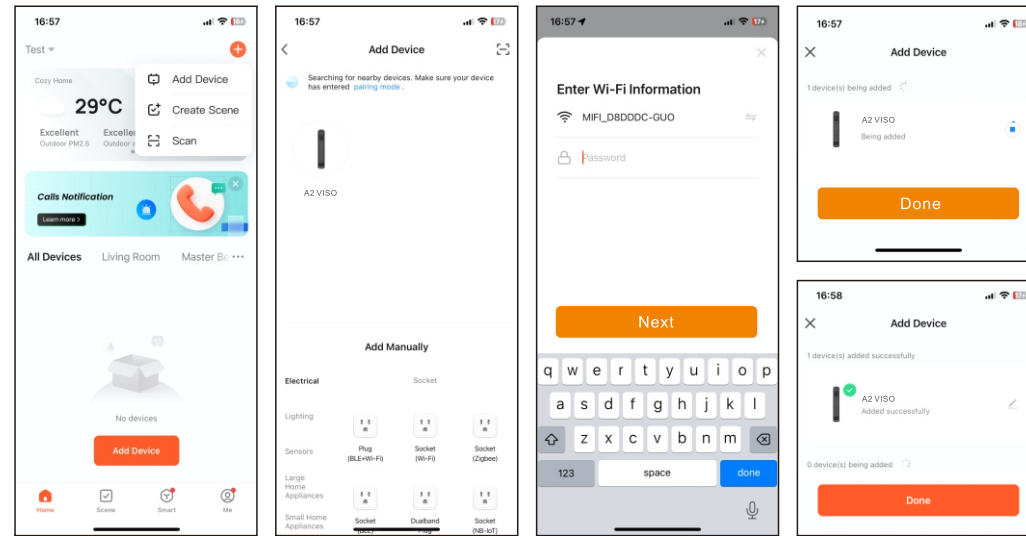 16:57
Test
Cozy Home
29°C
Excellent
Outdoor PM2.5
Excelle
Outdoor a
Add Device
Create Scene
Scan
Calls Notification
Learn more >
All Devices
Living Room
Master Be
No devices
Add Device
Home
Scene
Smart
Me
16:57
17+
Add Device
Searching for nearby devices. Make sure your device
has entered pairing mode .
A2 VISO
Add Manually
Electrical
Socket
Lighting
Sensors
Plug
(BLE+Wi-Fi)
Socket
(Wi-Fi)
Socket
(Zigbee)
Large
Home
Appliances
Small Home
Appliances
Socket
Dualband
Socket
(NB-IoT)
16:57
17+
Enter Wi-Fi Information
MIFI_D8DDDC-GUO
Password
Next
q w e r t y u i o p
a s d f g h j k l
z x c v b n m
123
space
done
16:57
Add Device
1 device(s) being added
A2 VISO
Being added
Done
16:58
Add Device
1 device(s) added successfully
A2 VISO
Added successfully
0 device(s) being added
Done